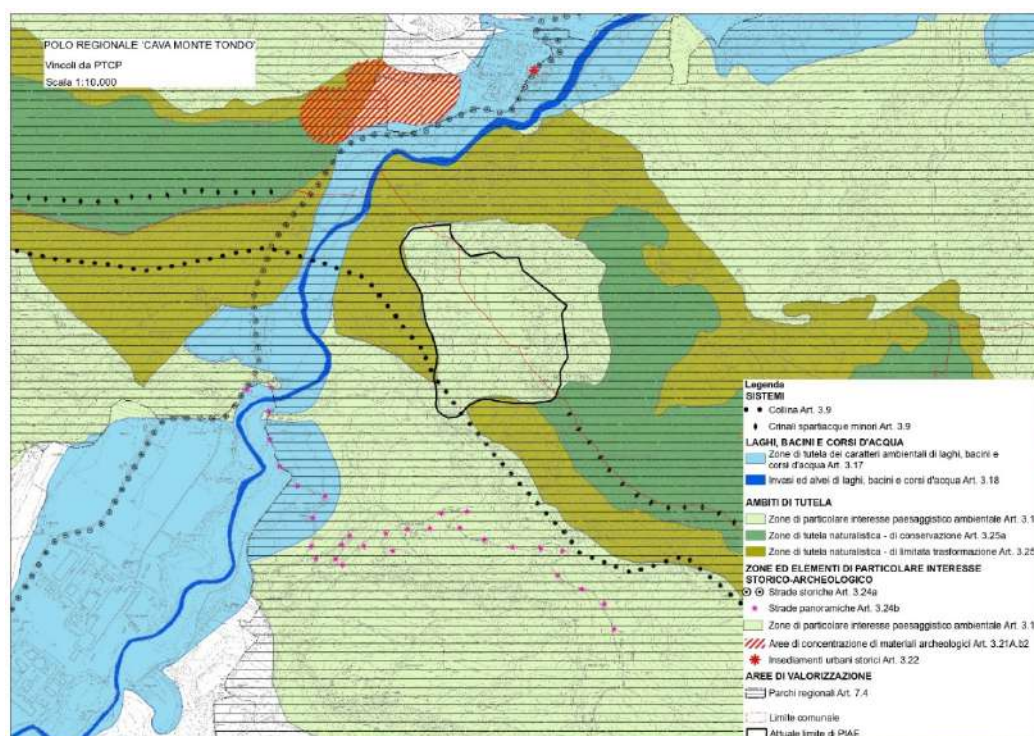 POLO REGIONALE 'CAVA MONTE TONDO'
Vincoli da PTCP
Scala 1:10.000
Legenda
SISTEMI
Collina Art. 3.9
Crinali spartiacque minori Art. 3.9
LAGHI, BACINI E CORSI D'ACQUA
Zone di tutela dei caratteri ambientali di laghi, bacini e
corsi d'acqua Art. 3.17
Invasi ed alvei di laghi, bacini e corsi d'acqua Art. 3.18
AMBITI DI TUTELA
Zone di particolare interesse paesaggistico ambientale Art. 3.1
Zone di tutela naturalistica - di conservazione Art. 3.25a
Zone di tutela naturalistica - di limitata trasformazione Art. 3.25
ZONE ED ELEMENTI DI PARTICOLARE INTERESSE
STORICO-ARCHEOLOGICO
Strade storiche Art. 3.24a
Strade panoramiche Art. 3.24b
Zone di particolare interesse paesaggistico ambientale Art. 3.1
Aree di concentrazione di materiali archeologici Art. 3.21A.b2
Insediamenti urbani storici Art. 3.22
AREE DI VALORIZZAZIONE
Parchi regionali Art. 7.4
Limite comunale
Attuale limite di PIAE